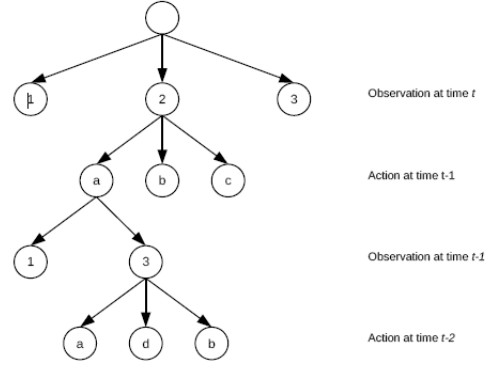 1 2 3 Observation at time t
a b c Action at time t-1
1 3 Observation at time t-1
a d b Action at time t-2